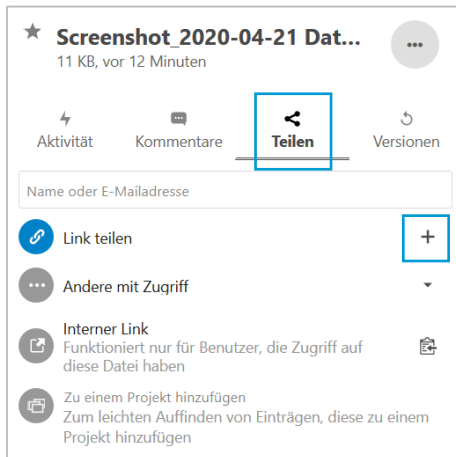 Screenshot_2020-04-21 Dat...
11 KB, vor 12 Minuten
Aktivität
Kommentare
Teilen
Versionen
Name oder E-Mailadresse
Link teilen
Andere mit Zugriff
Interner Link
Funktioniert nur für Benutzer, die Zugriff auf
diese Datei haben
Zu einem Projekt hinzufügen
Zum leichten Auffinden von Einträgen, diese zu einem
Projekt hinzufügen